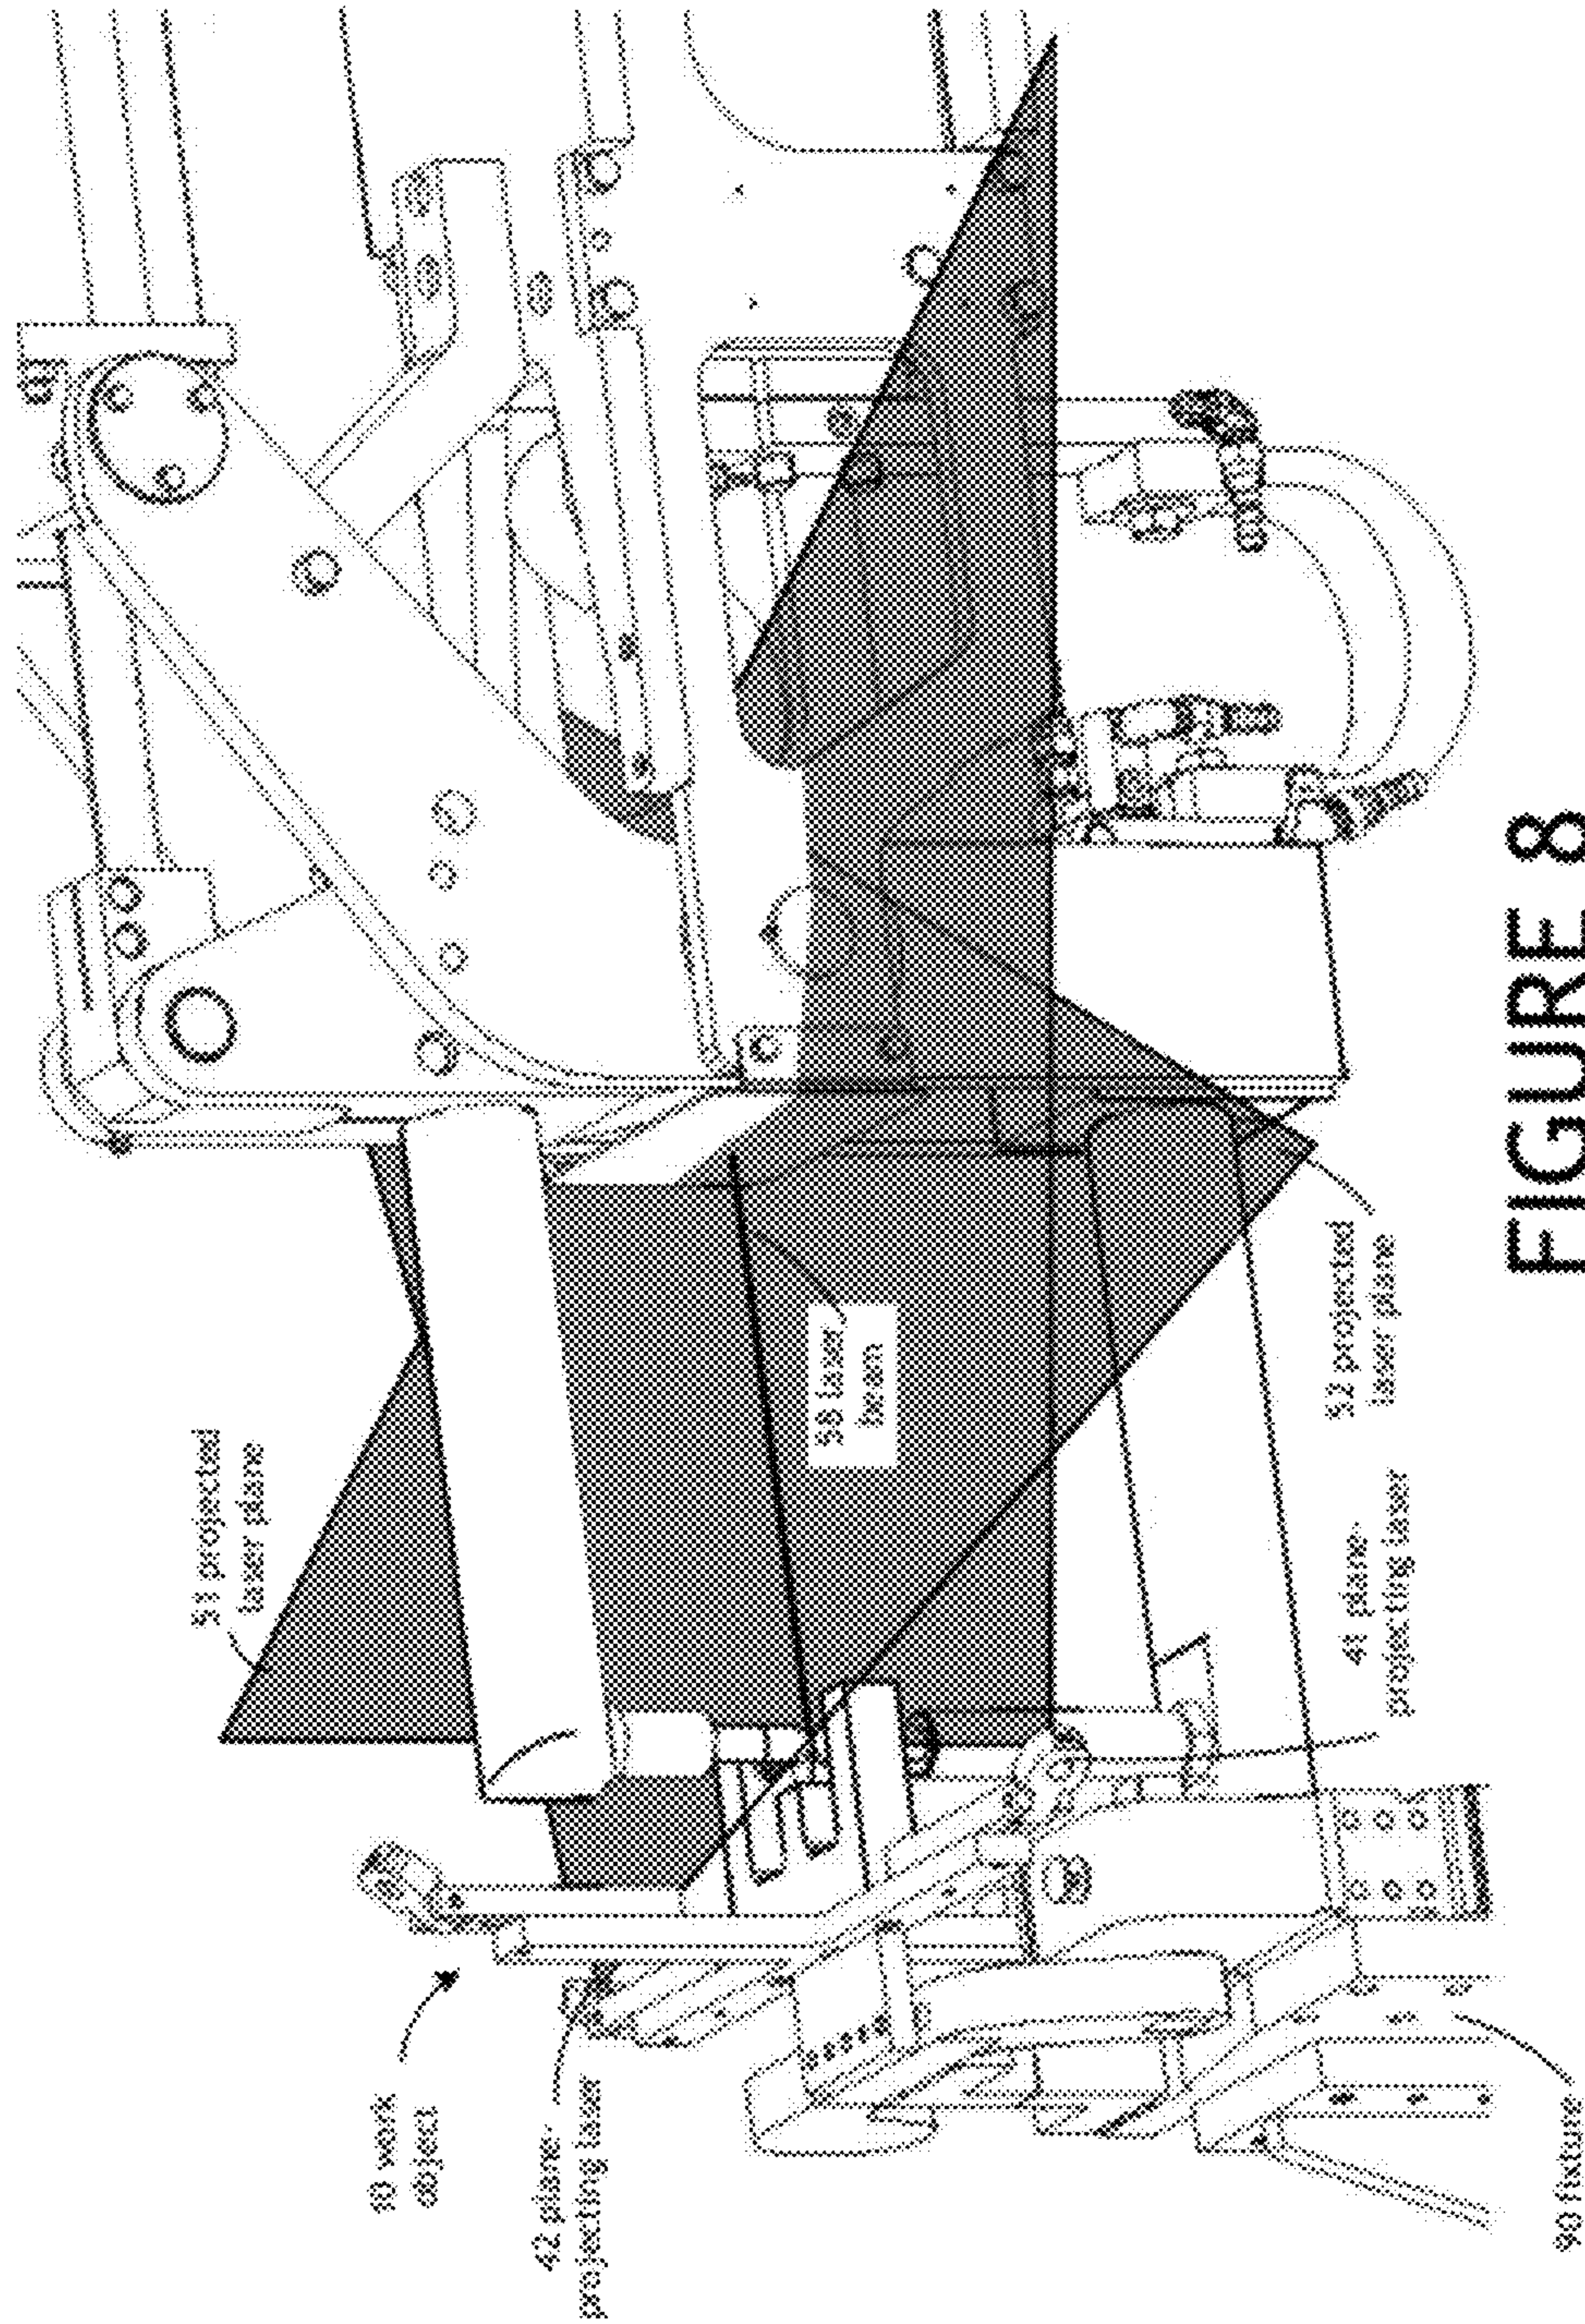 51 projected
laser plane
10 work
object
42 plane-
projecting laser
58 laser
beam
41 plane-
projecting laser
52 projected
laser plane
90 fixture
FIGURE 8